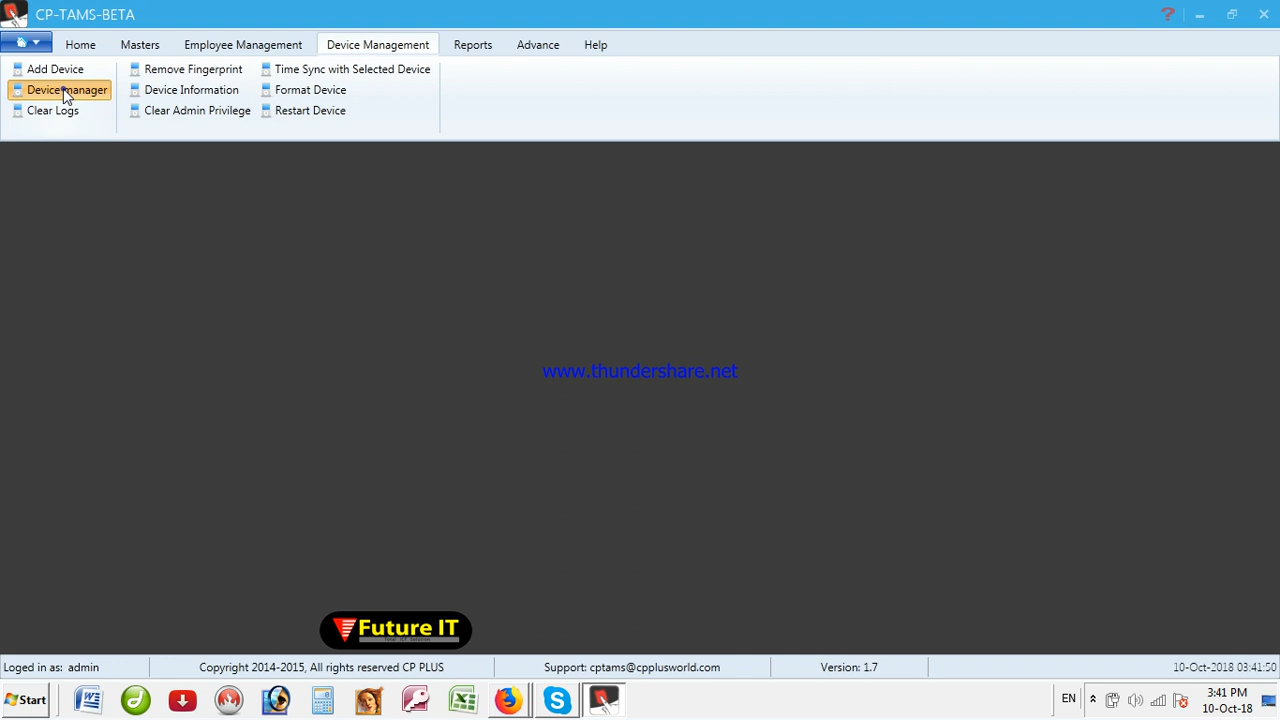 CP-TAMS-BETA
Home Masters Employee Management Device Management Reports Advance Help
Add Device Remove Fingerprint Time Sync with Selected Device
Device manager Device Information Format Device
Clear Logs Clear Admin Privilege Restart Device
www.thundershare.net
Future IT
Logged in as: admin Copyright 2014-2015, All rights reserved CP PLUS Support: cptams@cpplusworld.com Version: 1.7 10-Oct-2018 03:41:50
Start EN 3:41 PM
10-Oct-18